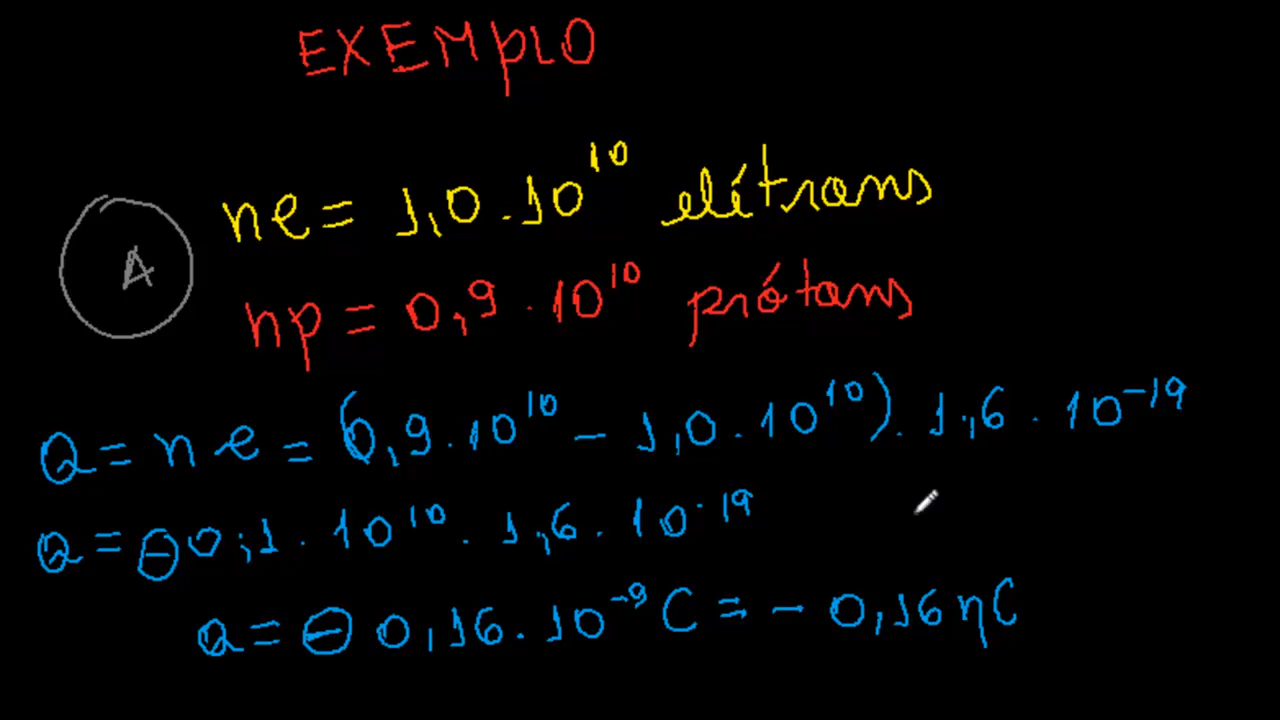 EXEMPLO
ne = 1,0 . 10¹⁰ elétrons
A
np = 0,9 . 10¹⁰ prótons
Q = ne = (0,9 . 10¹⁰ - 1,0 . 10¹⁰) . 1,6 . 10⁻¹⁹
Q = ⊖ 0,1 . 10¹⁰ . 1,6 . 10⁻¹⁹
Q = ⊖ 0,16 . 10⁻⁹ C = - 0,16 ηC